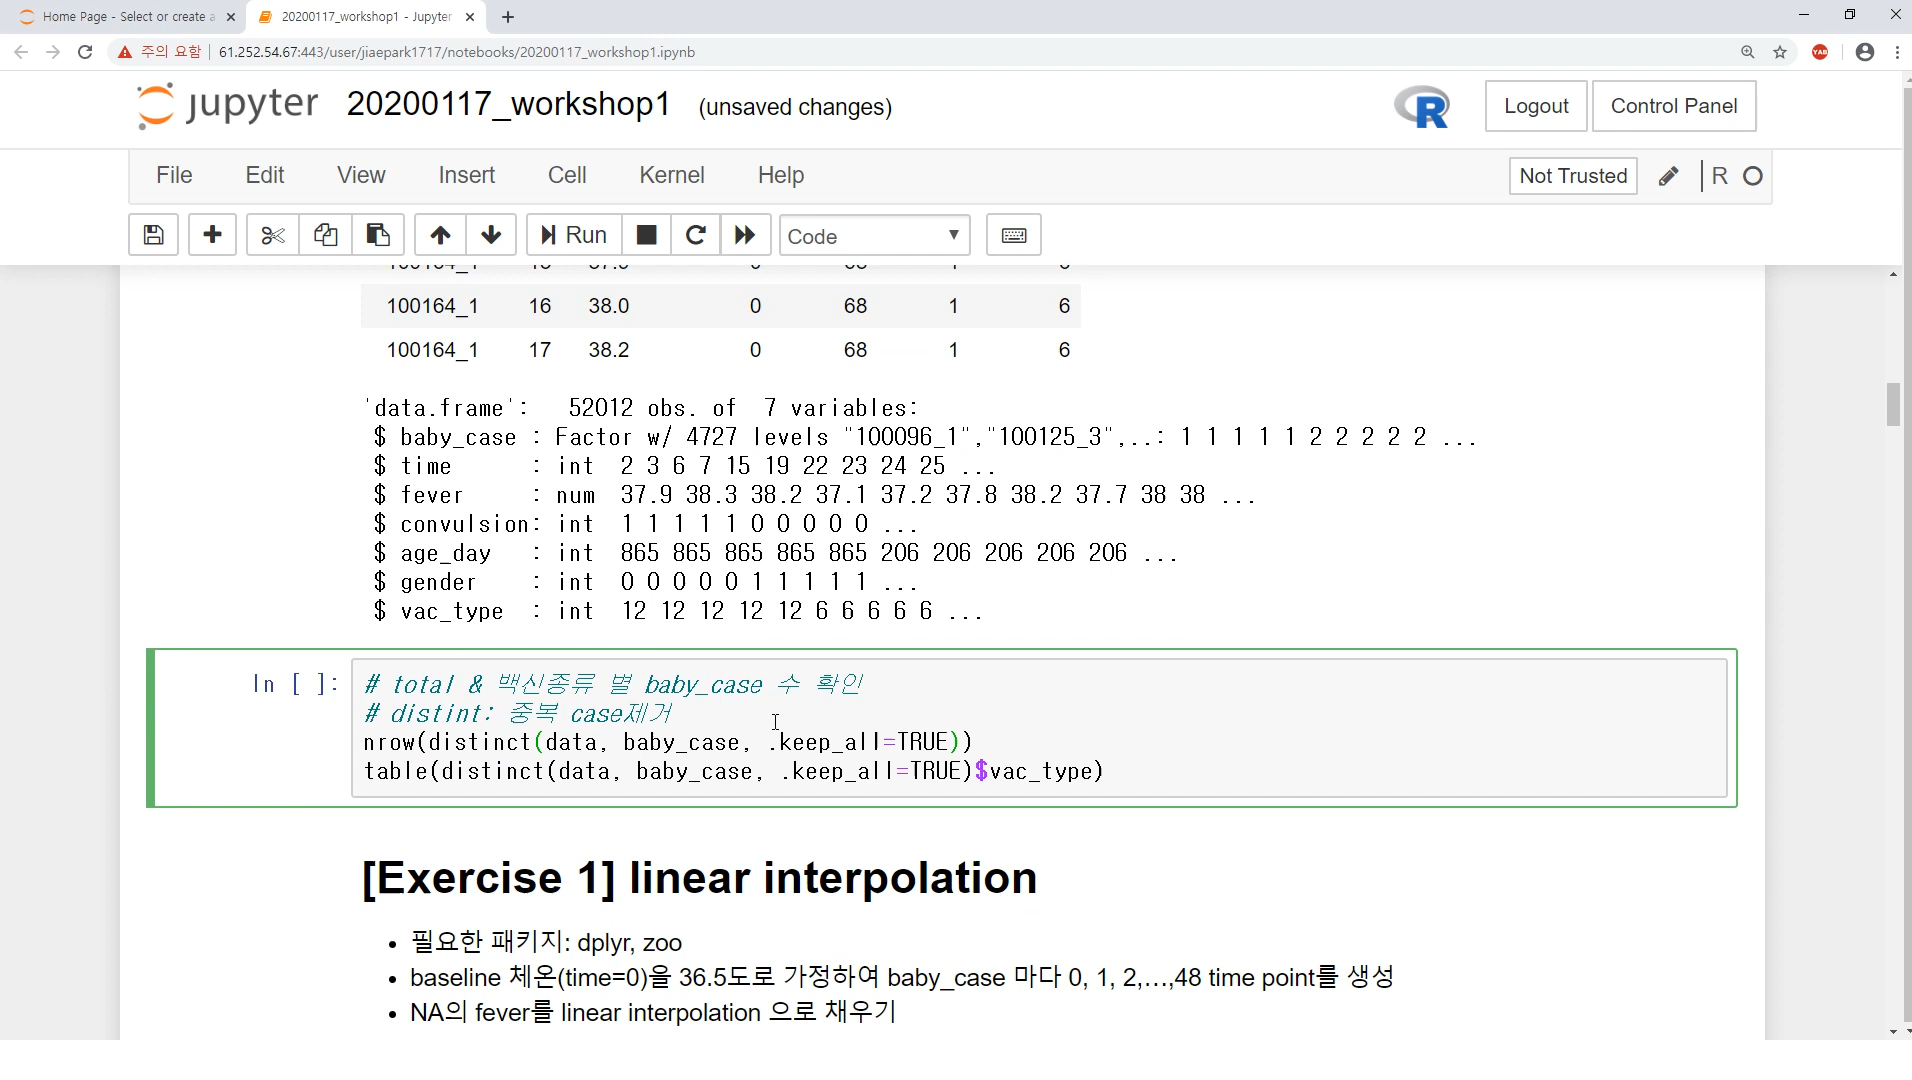 Home Page - Select or create a
20200117_workshop1 - Jupyter
주의 요함
61.252.54.67:443/user/jiaepark1717/notebooks/20200117_workshop1.ipynb
YAB
jupyter 20200117_workshop1 (unsaved changes)
R
Logout
Control Panel
File Edit View Insert Cell Kernel Help
Not Trusted
R
Run
Code
100164_1 16 38.0 0 68 1 6
100164_1 17 38.2 0 68 1 6
'data.frame': 52012 obs. of 7 variables:
$ baby_case : Factor w/ 4727 levels "100096_1","100125_3",..: 1 1 1 1 1 2 2 2 2 2 ...
$ time : int 2 3 6 7 15 19 22 23 24 25 ...
$ fever : num 37.9 38.3 38.2 37.1 37.2 37.8 38.2 37.7 38 38 ...
$ convulsion: int 1 1 1 1 1 0 0 0 0 0 ...
$ age_day : int 865 865 865 865 865 206 206 206 206 206 ...
$ gender : int 0 0 0 0 0 1 1 1 1 1 ...
$ vac_type : int 12 12 12 12 12 6 6 6 6 6 ...
In [ ]:
# total & 백신종류 별 baby_case 수 확인
# distint: 중복 case제거
nrow(distinct(data, baby_case, .keep_all=TRUE))
table(distinct(data, baby_case, .keep_all=TRUE)$vac_type)
[Exercise 1] linear interpolation
• 필요한 패키지: dplyr, zoo
• baseline 체온(time=0)을 36.5도로 가정하여 baby_case 마다 0, 1, 2,…,48 time point를 생성
• NA의 fever를 linear interpolation 으로 채우기